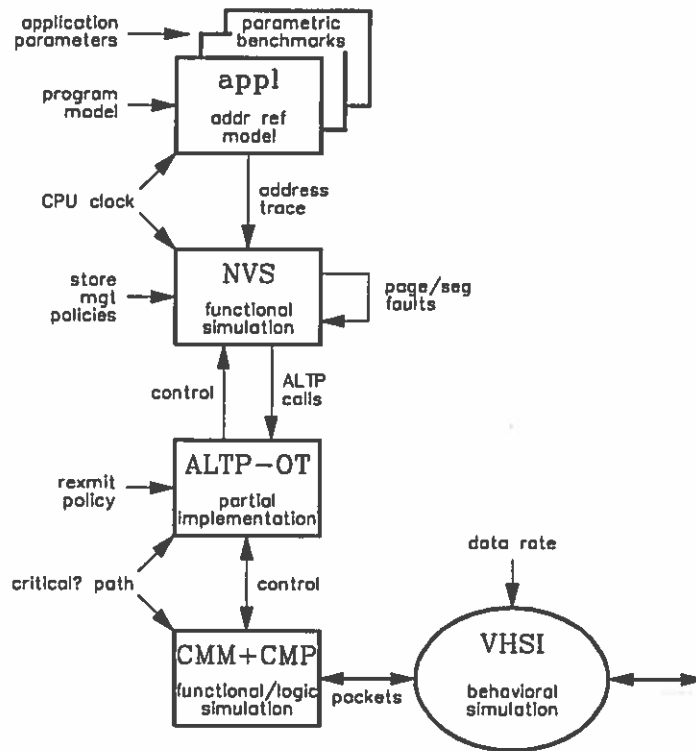 application
parameters
parametric
benchmarks
appl
addr ref
model
program
model
CPU clock
address
trace
NVS
functional
simulation
store
mgt
policies
page/seg
faults
control
ALTP
calls
ALTP-OT
partial
implementation
rexmit
policy
critical? path
control
data rate
CMM+CMP
functional/logic
simulation
packets
VHSI
behavioral
simulation